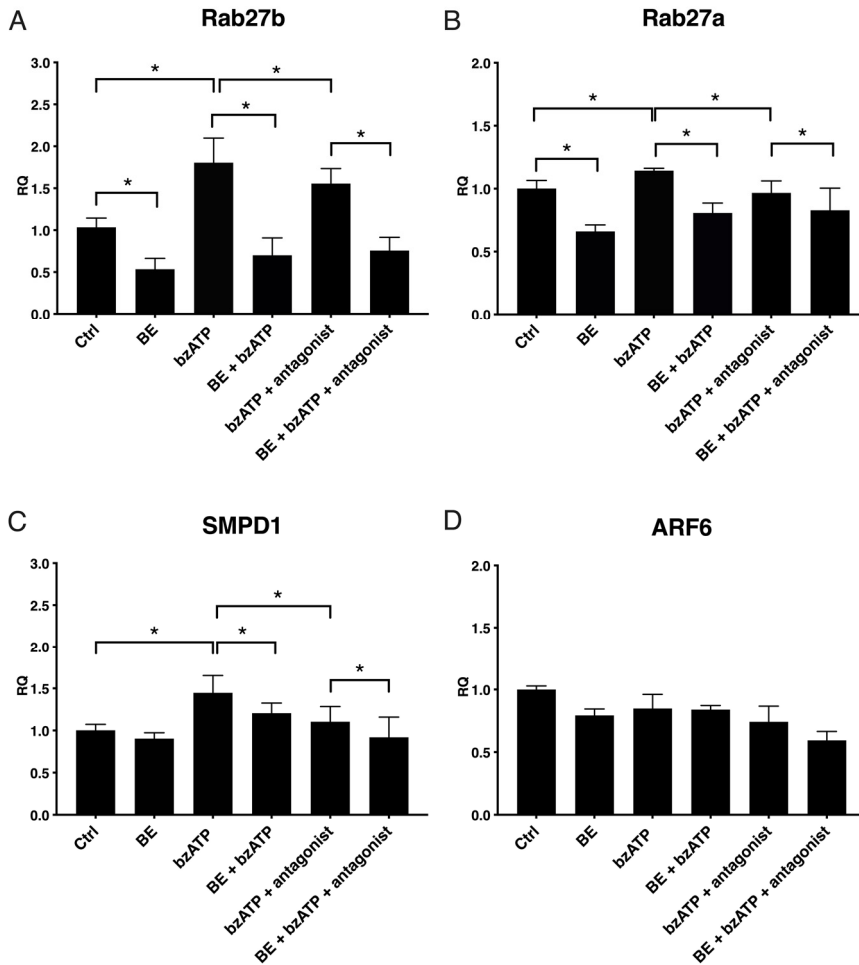 A
Rab27b
3.0
2.5
2.0
1.5
1.0
0.5
0.0
RQ
*
*
*
*
*
Ctrl
BE
bzATP
BE + bzATP
bzATP + antagonist
BE + bzATP + antagonist
B
Rab27a
2.0
1.5
1.0
0.5
0.0
RQ
*
*
*
*
*
Ctrl
BE
bzATP
BE + bzATP
bzATP + antagonist
BE + bzATP + antagonist
C
SMPD1
3.0
2.5
2.0
1.5
1.0
0.5
0.0
RQ
*
*
*
*
Ctrl
BE
bzATP
BE + bzATP
bzATP + antagonist
BE + bzATP + antagonist
D
ARF6
2.0
1.5
1.0
0.5
0.0
RQ
Ctrl
BE
bzATP
BE + bzATP
bzATP + antagonist
BE + bzATP + antagonist